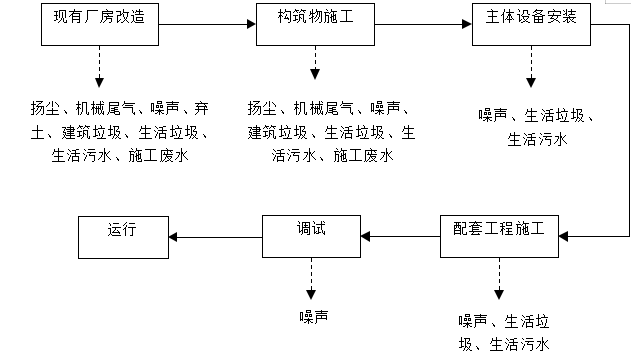 现有厂房改造
构筑物施工
主体设备安装
扬尘、机械尾气、噪声、弃
土、建筑垃圾、生活垃圾、
生活污水、施工废水
扬尘、机械尾气、噪声、
建筑垃圾、生活垃圾、生
活污水、施工废水
噪声、生活垃圾、
生活污水
运行
调试
配套工程施工
噪声
噪声、生活垃
圾、生活污水